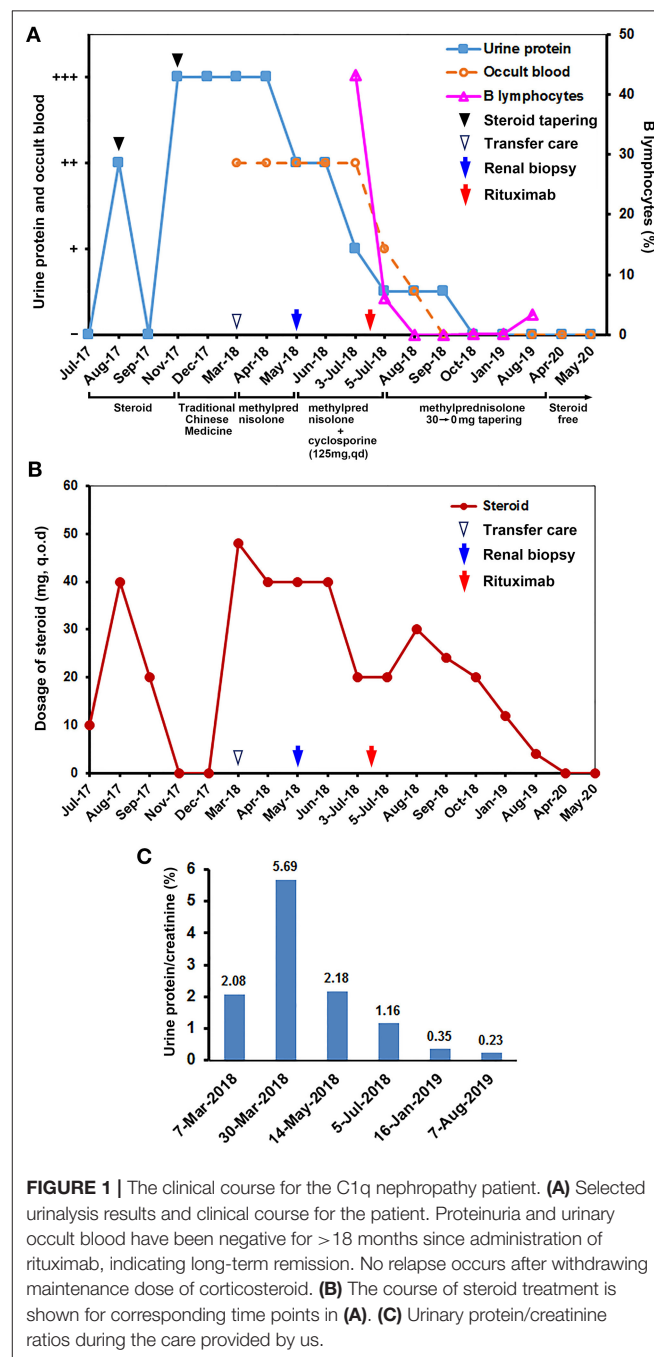 A
Urine protein and occult blood
+++
++
+
−
50
40
30
20
10
0
B lymphocytes (%)
Urine protein
Occult blood
B lymphocytes
Steroid tapering
Transfer care
Renal biopsy
Rituximab
Jul-17
Aug-17
Sep-17
Nov-17
Dec-17
Mar-18
Apr-18
May-18
Jun-18
3-Jul-18
5-Jul-18
Aug-18
Sep-18
Oct-18
Jan-19
Aug-19
Apr-20
May-20
Steroid
Traditional
Chinese
Medicine
methylpred
nisolone
methylpred
nisolone
+
cyclosporine
(125mg,qd)
methylprednisolone
30→0mg tapering
Steroid
free
B
Dosage of steroid (mg, q.o.d)
60
50
40
30
20
10
0
Steroid
Transfer care
Renal biopsy
Rituximab
Jul-17
Aug-17
Sep-17
Nov-17
Dec-17
Mar-18
Apr-18
May-18
Jun-18
3-Jul-18
5-Jul-18
Aug-18
Sep-18
Oct-18
Jan-19
Aug-19
Apr-20
May-20
C
Urine protein/creatinine (%)
6
5
4
3
2
1
0
2.08
5.69
2.18
1.16
0.35
0.23
7-Mar-2018
30-Mar-2018
14-May-2018
5-Jul-2018
16-Jan-2019
7-Aug-2019
FIGURE 1 | The clinical course for the C1q nephropathy patient. (A) Selected
urinalysis results and clinical course for the patient. Proteinuria and urinary
occult blood have been negative for >18 months since administration of
rituximab, indicating long-term remission. No relapse occurs after withdrawing
maintenance dose of corticosteroid. (B) The course of steroid treatment is
shown for corresponding time points in (A). (C) Urinary protein/creatinine
ratios during the care provided by us.